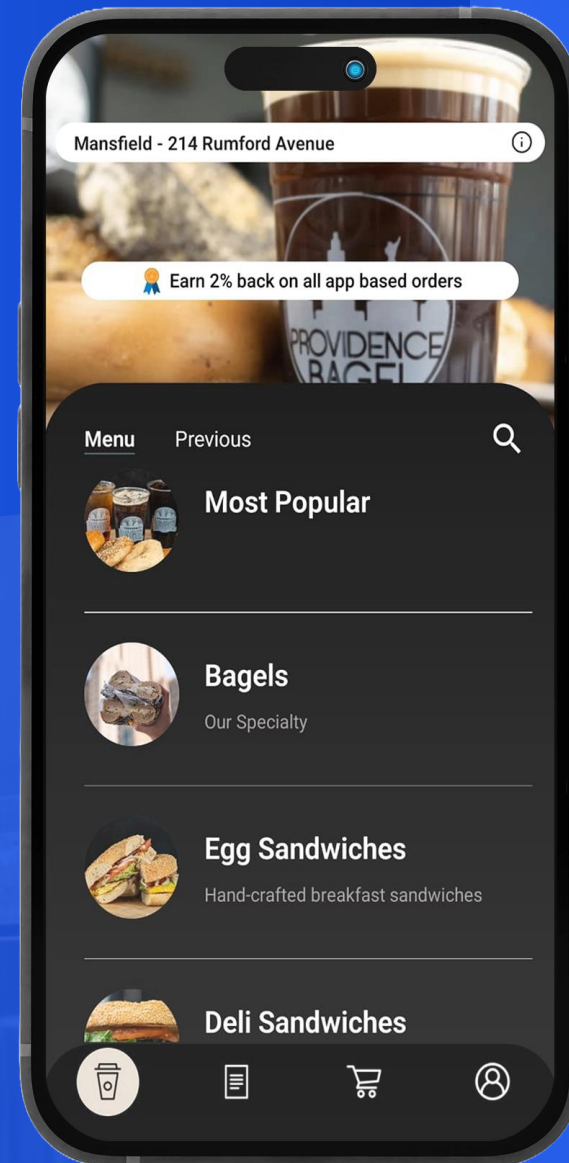 Mansfield - 214 Rumford Avenue
Earn 2% back on all app based orders
PROVIDENCE
BAGEL
Menu
Previous
Most Popular
Bagels
Our Specialty
Egg Sandwiches
Hand-crafted breakfast sandwiches
Deli Sandwiches